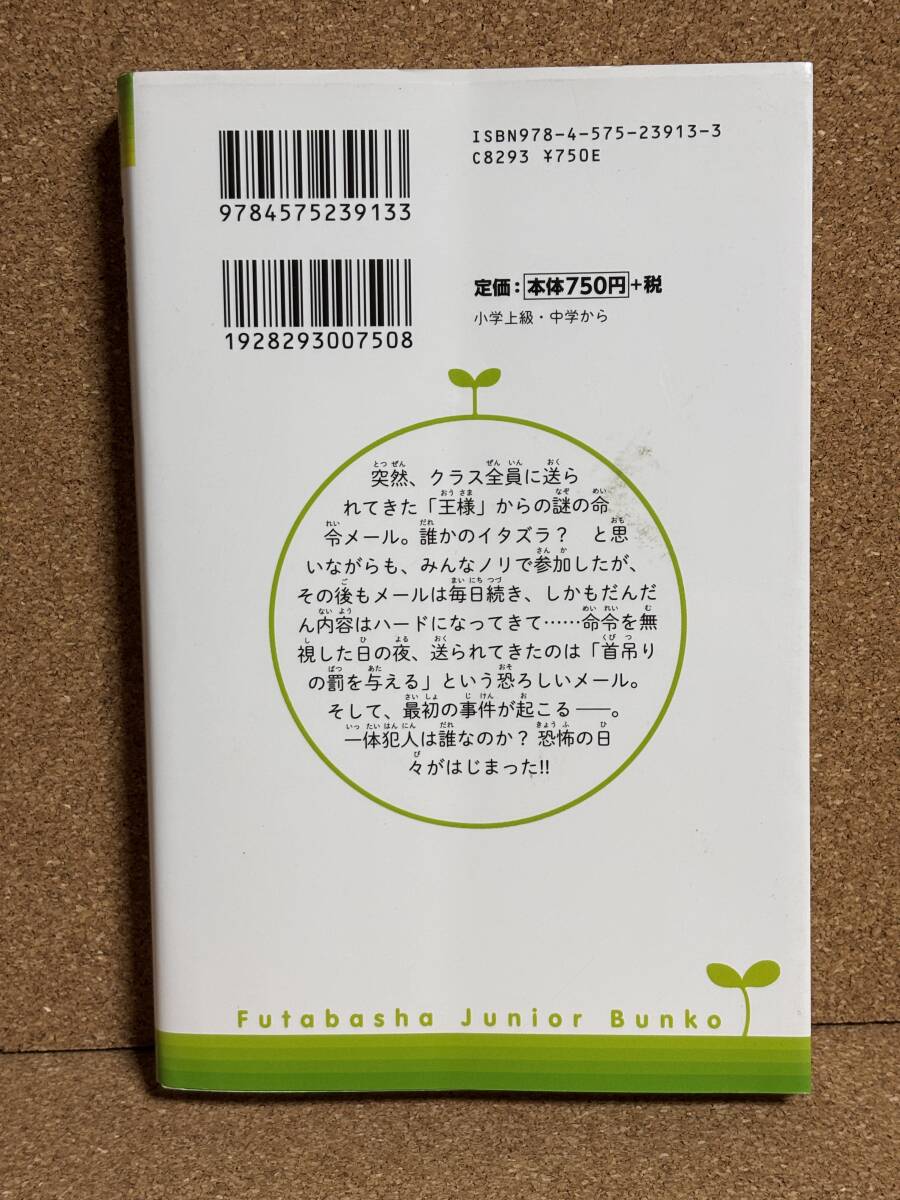 ISBN978-4-575-23913-3
C8293 ¥750E
9784575239133
1928293007508
定価：本体750円+税
小学上級・中学から
突然、クラス全員に送ら
れてきた「王様」からの謎の命
令メール。誰かのイタズラ？　と思
いながらも、みんなノリで参加したが、
その後もメールは毎日続き、しかもだんだ
ん内容はハードになってきて……命令を無
視した日の夜、送られてきたのは「首吊り
の罰を与える」という恐ろしいメール。
そして、最初の事件が起こる――。
一体犯人は誰なのか？ 恐怖の日
々がはじまった!!
Futabasha Junior Bunko